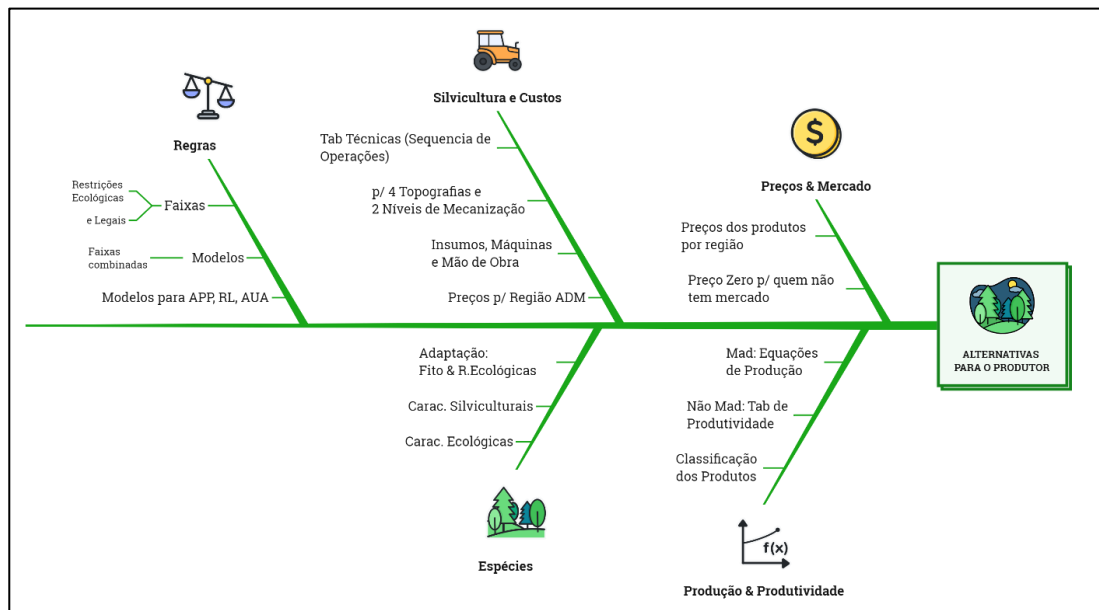 Regras
Restrições
Ecológicas
e Legais
Faixas
Faixas
combinadas
Modelos
Modelos para APP, RL, AUA
Silvicultura e Custos
Tab Técnicas (Sequencia de
Operações)
p/ 4 Topografias e
2 Níveis de Mecanização
Insumos, Máquinas
e Mão de Obra
Preços p/ Região ADM
$
Preços & Mercado
Preços dos produtos
por região
Preço Zero p/ quem não
tem mercado
ALTERNATIVAS
PARA O PRODUTOR
Adaptação:
Fito & R.Ecológicas
Carac. Silviculturais
Carac. Ecológicas
Espécies
Mad: Equações
de Produção
Não Mad: Tab de
Produtividade
Classificação
dos Produtos
f(x)
Produção & Produtividade